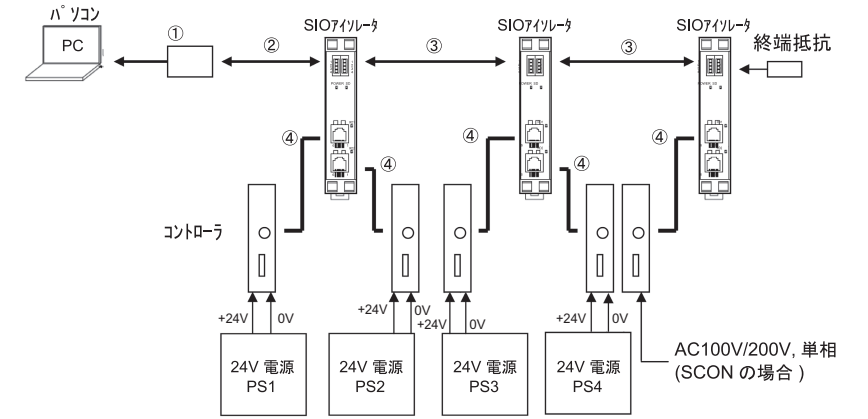 パソコン
PC
①
②
SIOアイソレータ
③
SIOアイソレータ
③
SIOアイソレータ
終端抵抗
④
④
④
④
④
コントローラ
+24V
0V
+24V
0V
+24V
0V
+24V
0V
24V 電源
PS1
24V 電源
PS2
24V 電源
PS3
24V 電源
PS4
AC100V/200V, 単相
(SCON の場合 )